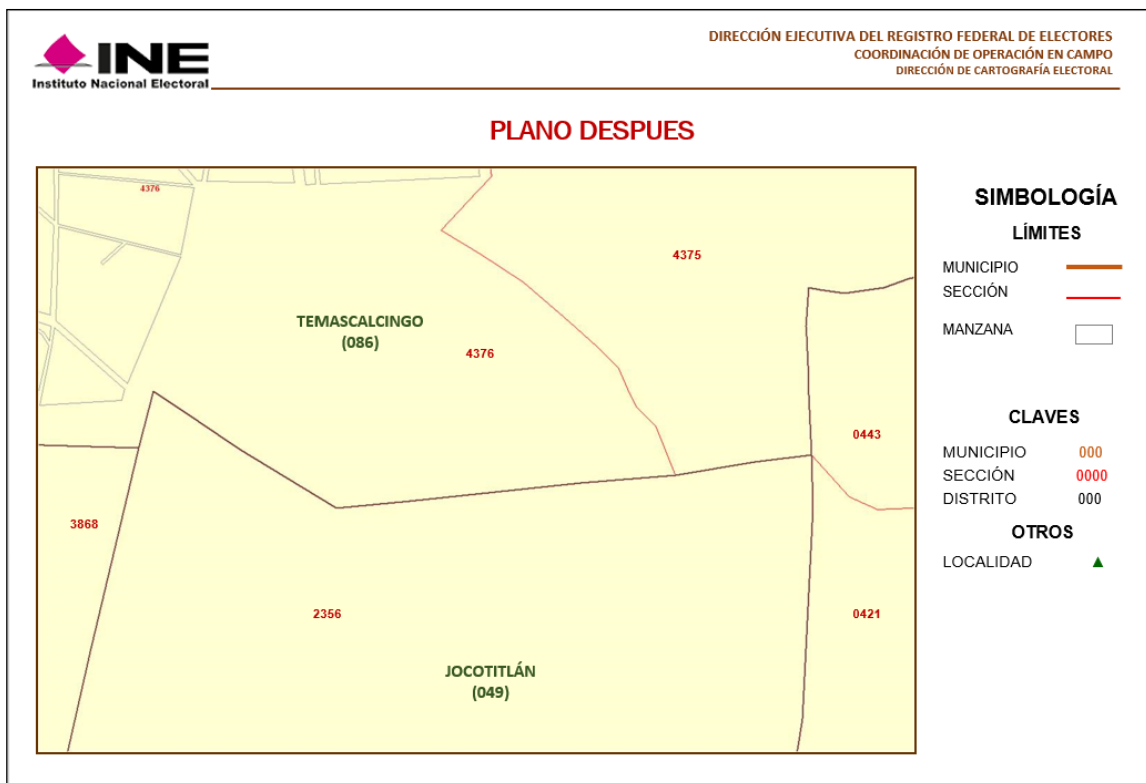 INE
Instituto Nacional Electoral
DIRECCIÓN EJECUTIVA DEL REGISTRO FEDERAL DE ELECTORES
COORDINACIÓN DE OPERACIÓN EN CAMPO
DIRECCIÓN DE CARTOGRAFÍA ELECTORAL
PLANO DESPUES
4376
4375
TEMASCALCINGO
(086)
4376
0443
3868
2356
0421
JOCOTITLÁN
(049)
SIMBOLOGÍA
LÍMITES
MUNICIPIO
SECCIÓN
MANZANA
CLAVES
MUNICIPIO 000
SECCIÓN 0000
DISTRITO 000
OTROS
LOCALIDAD